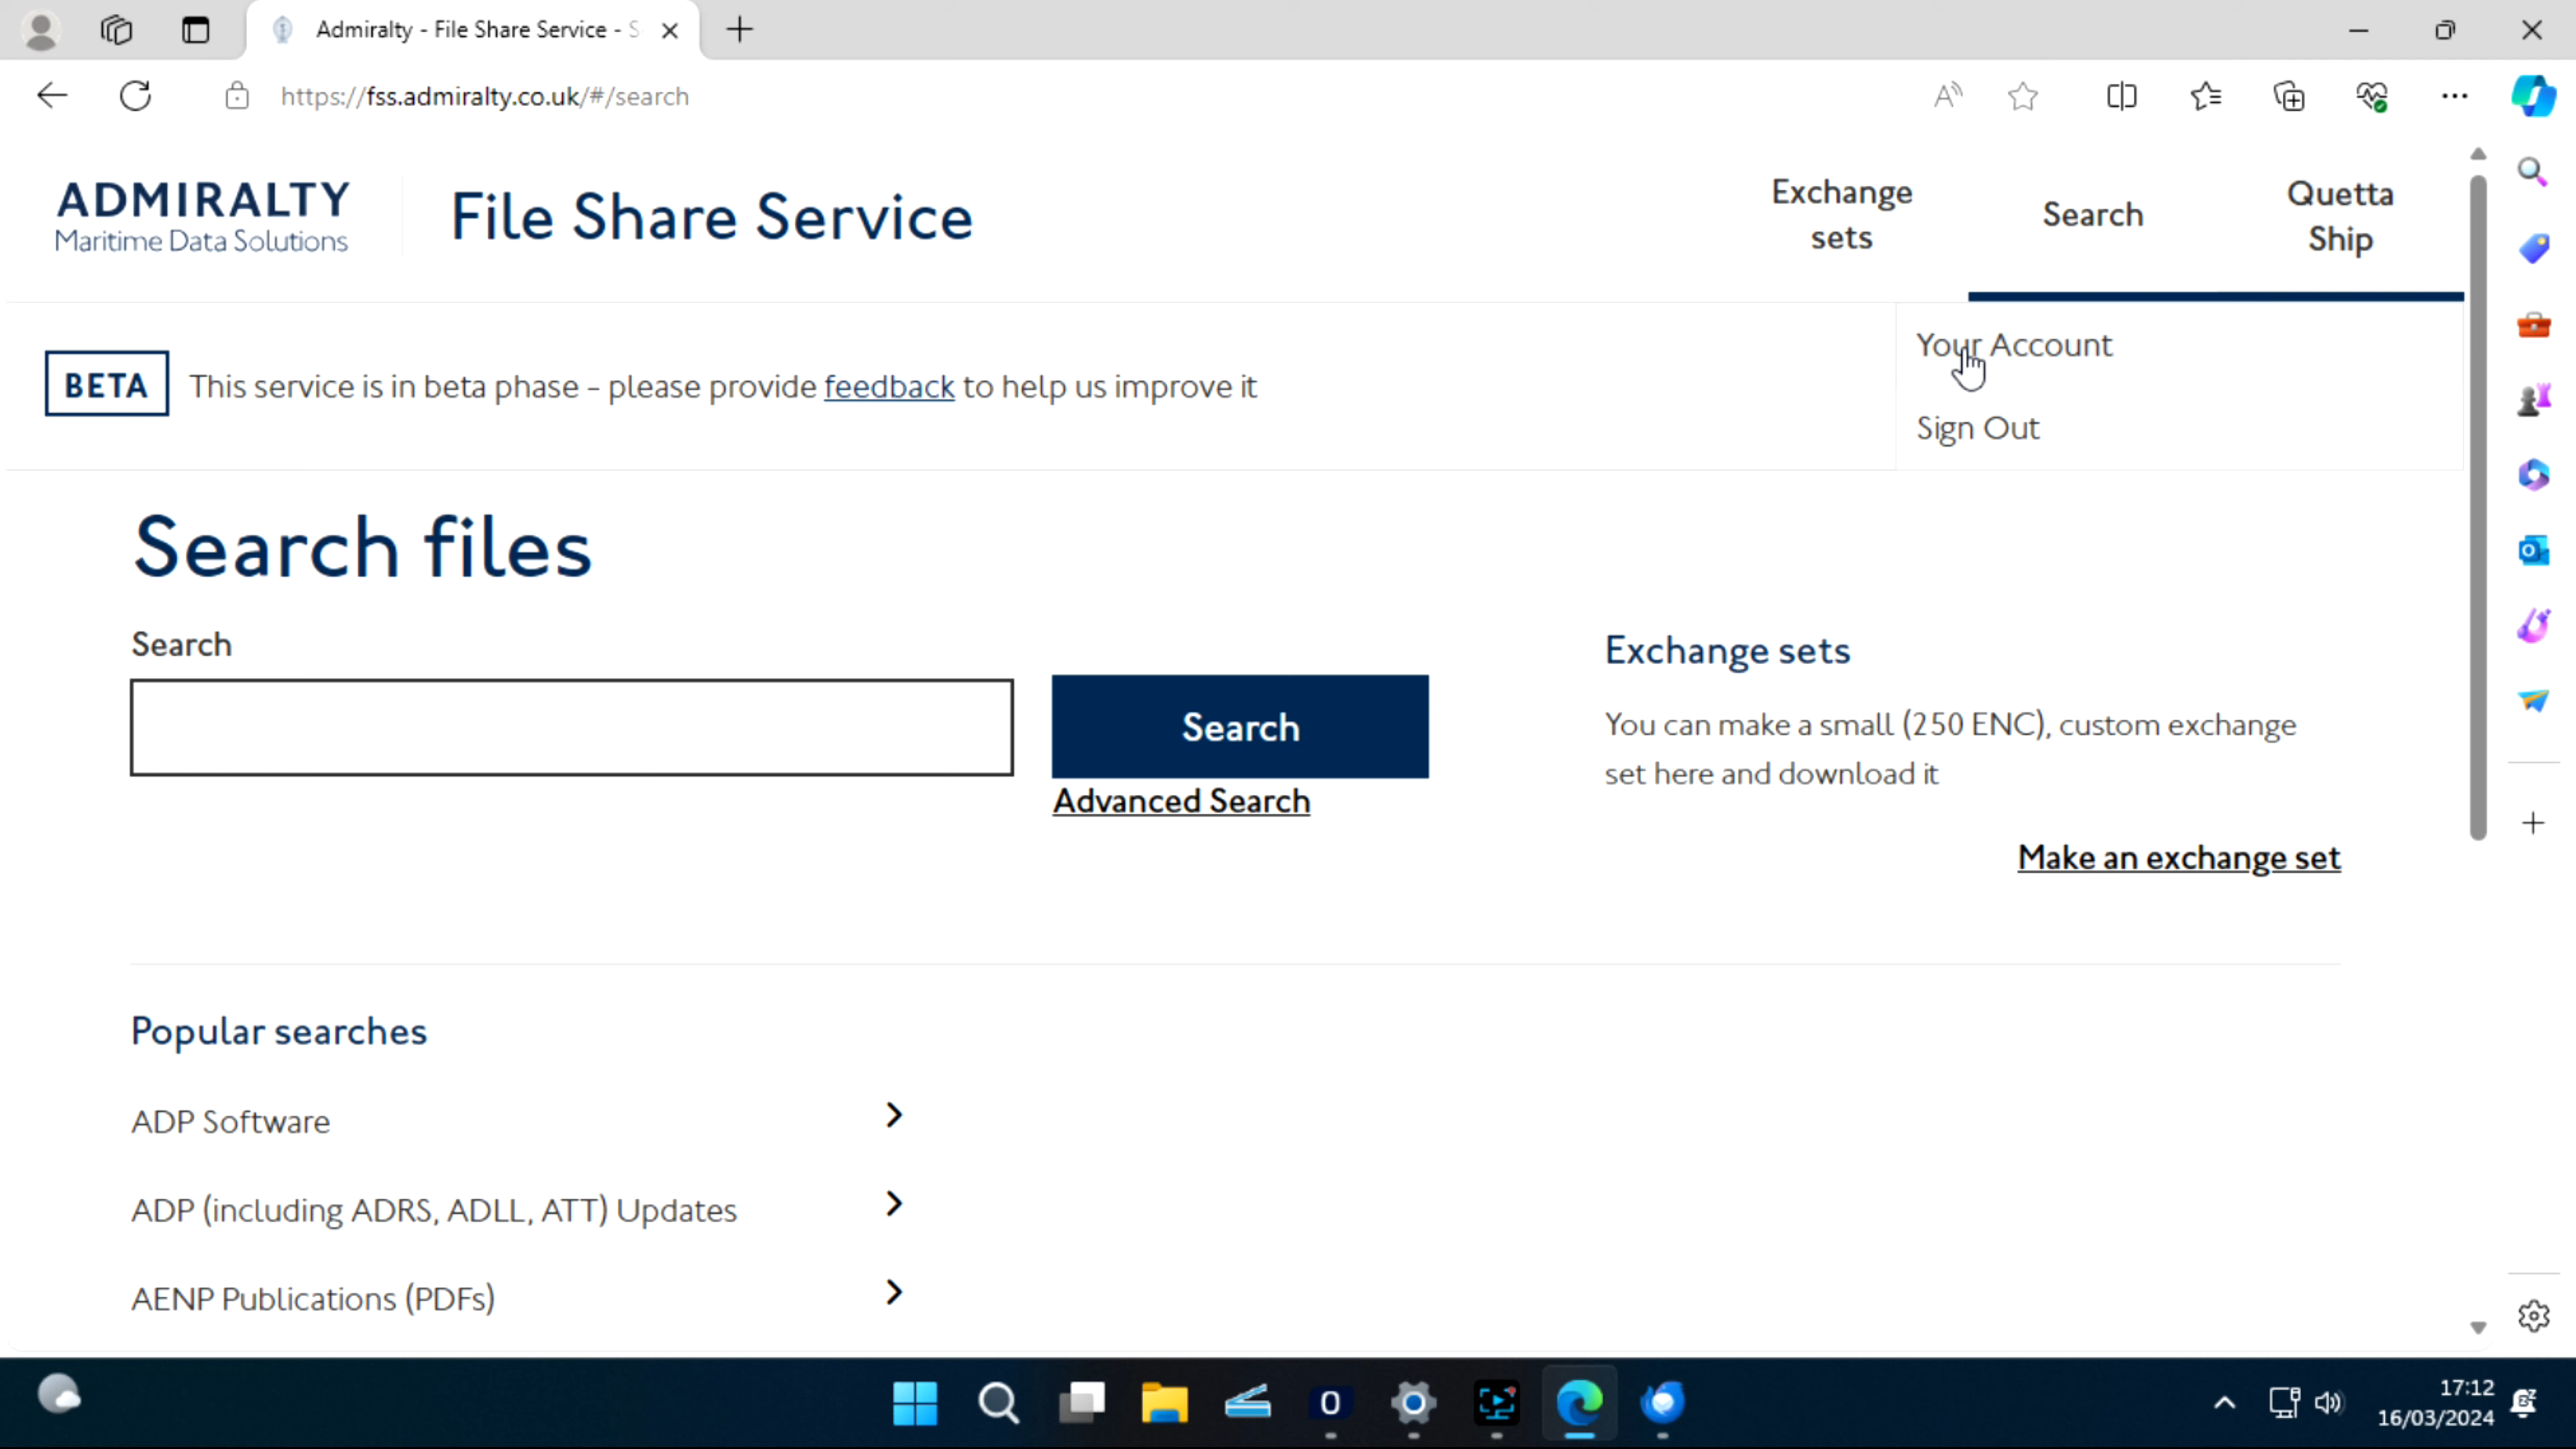 Admiralty - File Share Service - S
https://fss.admiralty.co.uk/#/search
ADMIRALTY
Maritime Data Solutions
File Share Service
Exchange
sets
Search
Quetta
Ship
Your Account
Sign Out
BETA This service is in beta phase - please provide feedback to help us improve it
Search files
Search
Search
Advanced Search
Exchange sets
You can make a small (250 ENC), custom exchange
set here and download it
Make an exchange set
Popular searches
ADP Software
ADP (including ADRS, ADLL, ATT) Updates
AENP Publications (PDFs)
17:12
16/03/2024